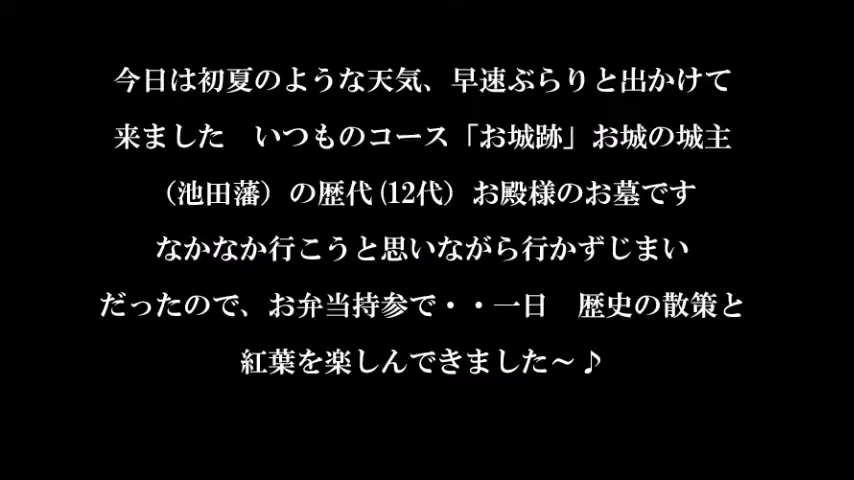 今日は初夏のような天気、早速ぶらりと出かけて
来ました　いつものコース「お城跡」お城の城主
（池田藩）の歴代(12代）お殿様のお墓です
なかなか行こうと思いながら行かずじまい
だったので、お弁当持参で・・一日　歴史の散策と
紅葉を楽しんできました～♪